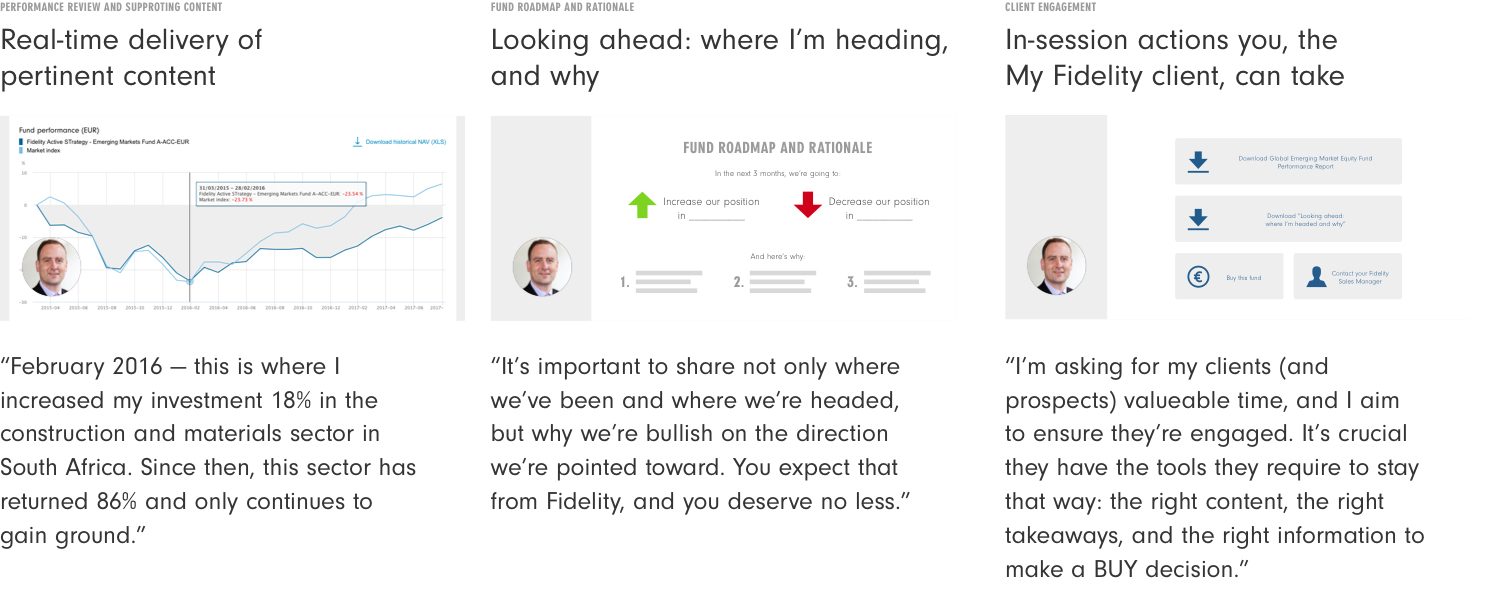 PERFORMANCE REVIEW AND SUPPROTING CONTENT
Real-time delivery of
pertinent content
Fund performance (EUR)
Fidelity Active STrategy - Emerging Markets Fund A-ACC-EUR
Market index
Download historical NAV (XLS)
%
10
0
-10
-30
31/03/2015 - 28/02/2016
Fidelity Active STrategy - Emerging Markets Fund A-ACC-EUR: -23.54 %
Market index: -23.73 %
2015-04 2015-06 2015-08 2015-10 2015-12 2016-02 2016-04 2016-06 2016-08 2016-10 2016-12 2017-02 2017-04 2017-06 2017-
“February 2016 — this is where I
increased my investment 18% in the
construction and materials sector in
South Africa. Since then, this sector has
returned 86% and only continues to
gain ground.”
FUND ROADMAP AND RATIONALE
Looking ahead: where I’m heading,
and why
FUND ROADMAP AND RATIONALE
In the next 3 months, we’re going to:
Increase our position
in ___________
Decrease our position
in ___________
And here’s why:
1.
2.
3.
“It’s important to share not only where
we’ve been and where we’re headed,
but why we’re bullish on the direction
we’re pointed toward. You expect that
from Fidelity, and you deserve no less.”
CLIENT ENGAGEMENT
In-session actions you, the
My Fidelity client, can take
Download Global Emerging Market Equity Fund
Performance Report
Download “Looking ahead:
where I’m headed and why”
€
Buy this fund
Contact your Fidelity
Sales Manager
“I’m asking for my clients (and
prospects) valueable time, and I aim
to ensure they’re engaged. It’s crucial
they have the tools they require to stay
that way: the right content, the right
takeaways, and the right information to
make a BUY decision.”